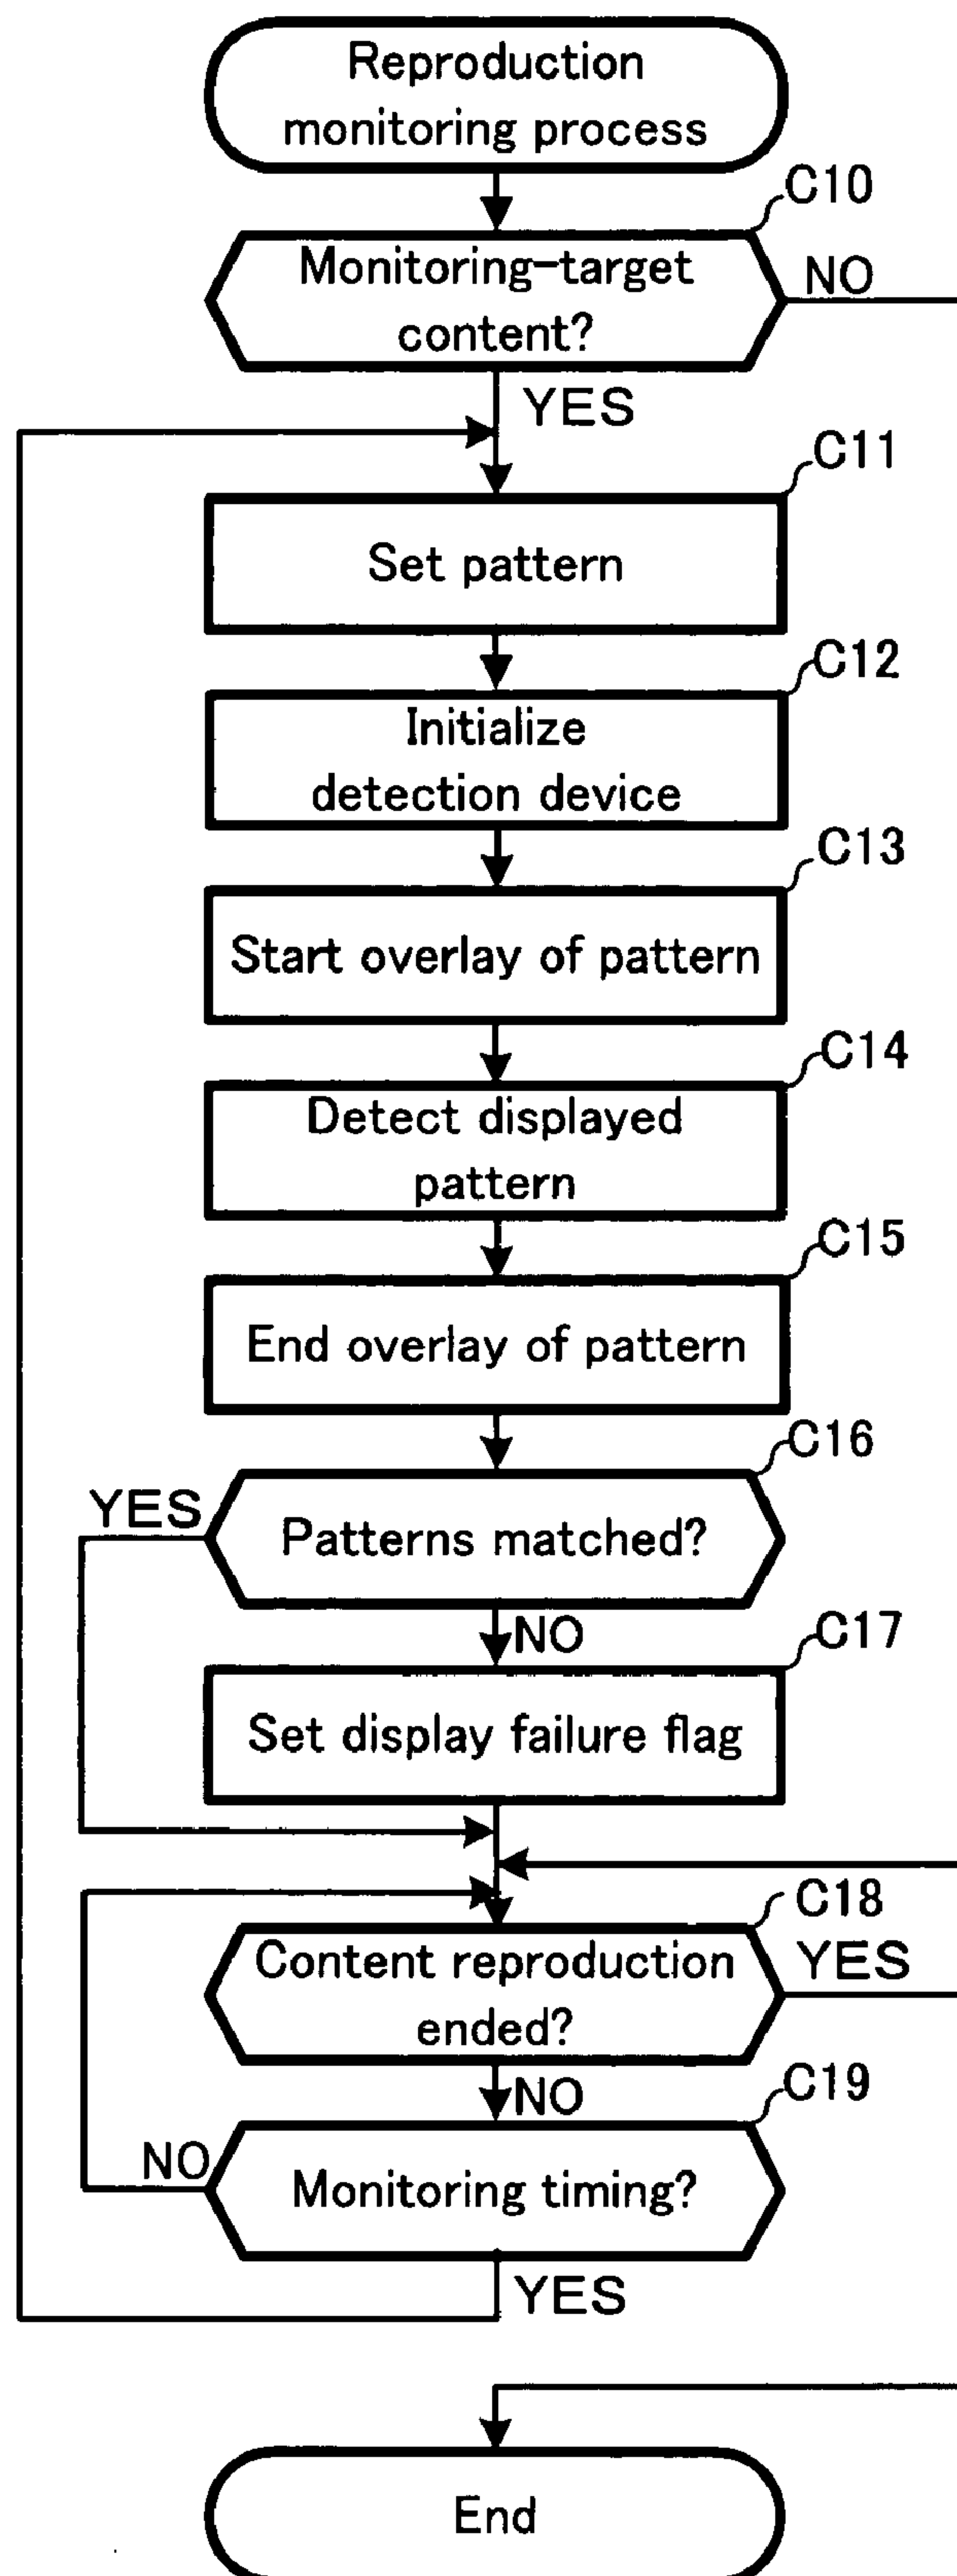 Reproduction
monitoring process
C10
Monitoring-target
content?
NO
YES
C11
Set pattern
C12
Initialize
detection device
C13
Start overlay of pattern
C14
Detect displayed
pattern
C15
End overlay of pattern
C16
YES
Patterns matched?
NO
C17
Set display failure flag
C18
Content reproduction
ended?
YES
NO
C19
NO
Monitoring timing?
YES
End